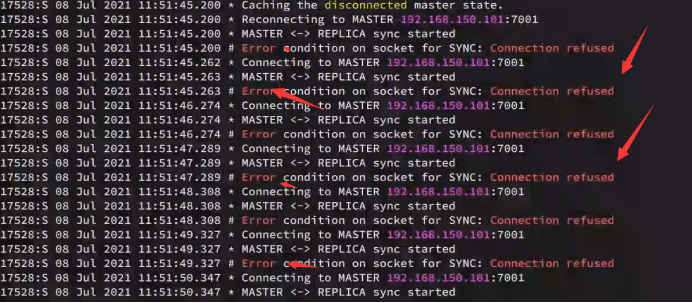 17528:S 08 Jul 2021 11:51:45.200 * Caching the disconnected master state.
17528:S 08 Jul 2021 11:51:45.200 * Reconnecting to MASTER 192.168.150.101:7001
17528:S 08 Jul 2021 11:51:45.200 * MASTER <-> REPLICA sync started
17528:S 08 Jul 2021 11:51:45.200 # Error condition on socket for SYNC: Connection refused
17528:S 08 Jul 2021 11:51:45.262 * Connecting to MASTER 192.168.150.101:7001
17528:S 08 Jul 2021 11:51:45.263 * MASTER <-> REPLICA sync started
17528:S 08 Jul 2021 11:51:45.263 # Error condition on socket for SYNC: Connection refused
17528:S 08 Jul 2021 11:51:46.274 * Connecting to MASTER 192.168.150.101:7001
17528:S 08 Jul 2021 11:51:46.274 * MASTER <-> REPLICA sync started
17528:S 08 Jul 2021 11:51:46.274 # Error condition on socket for SYNC: Connection refused
17528:S 08 Jul 2021 11:51:47.289 * Connecting to MASTER 192.168.150.101:7001
17528:S 08 Jul 2021 11:51:47.289 * MASTER <-> REPLICA sync started
17528:S 08 Jul 2021 11:51:47.289 # Error condition on socket for SYNC: Connection refused
17528:S 08 Jul 2021 11:51:48.308 * Connecting to MASTER 192.168.150.101:7001
17528:S 08 Jul 2021 11:51:48.308 * MASTER <-> REPLICA sync started
17528:S 08 Jul 2021 11:51:48.308 # Error condition on socket for SYNC: Connection refused
17528:S 08 Jul 2021 11:51:49.327 * Connecting to MASTER 192.168.150.101:7001
17528:S 08 Jul 2021 11:51:49.327 * MASTER <-> REPLICA sync started
17528:S 08 Jul 2021 11:51:49.327 # Error condition on socket for SYNC: Connection refused
17528:S 08 Jul 2021 11:51:50.347 * Connecting to MASTER 192.168.150.101:7001
17528:S 08 Jul 2021 11:51:50.347 * MASTER <-> REPLICA sync started